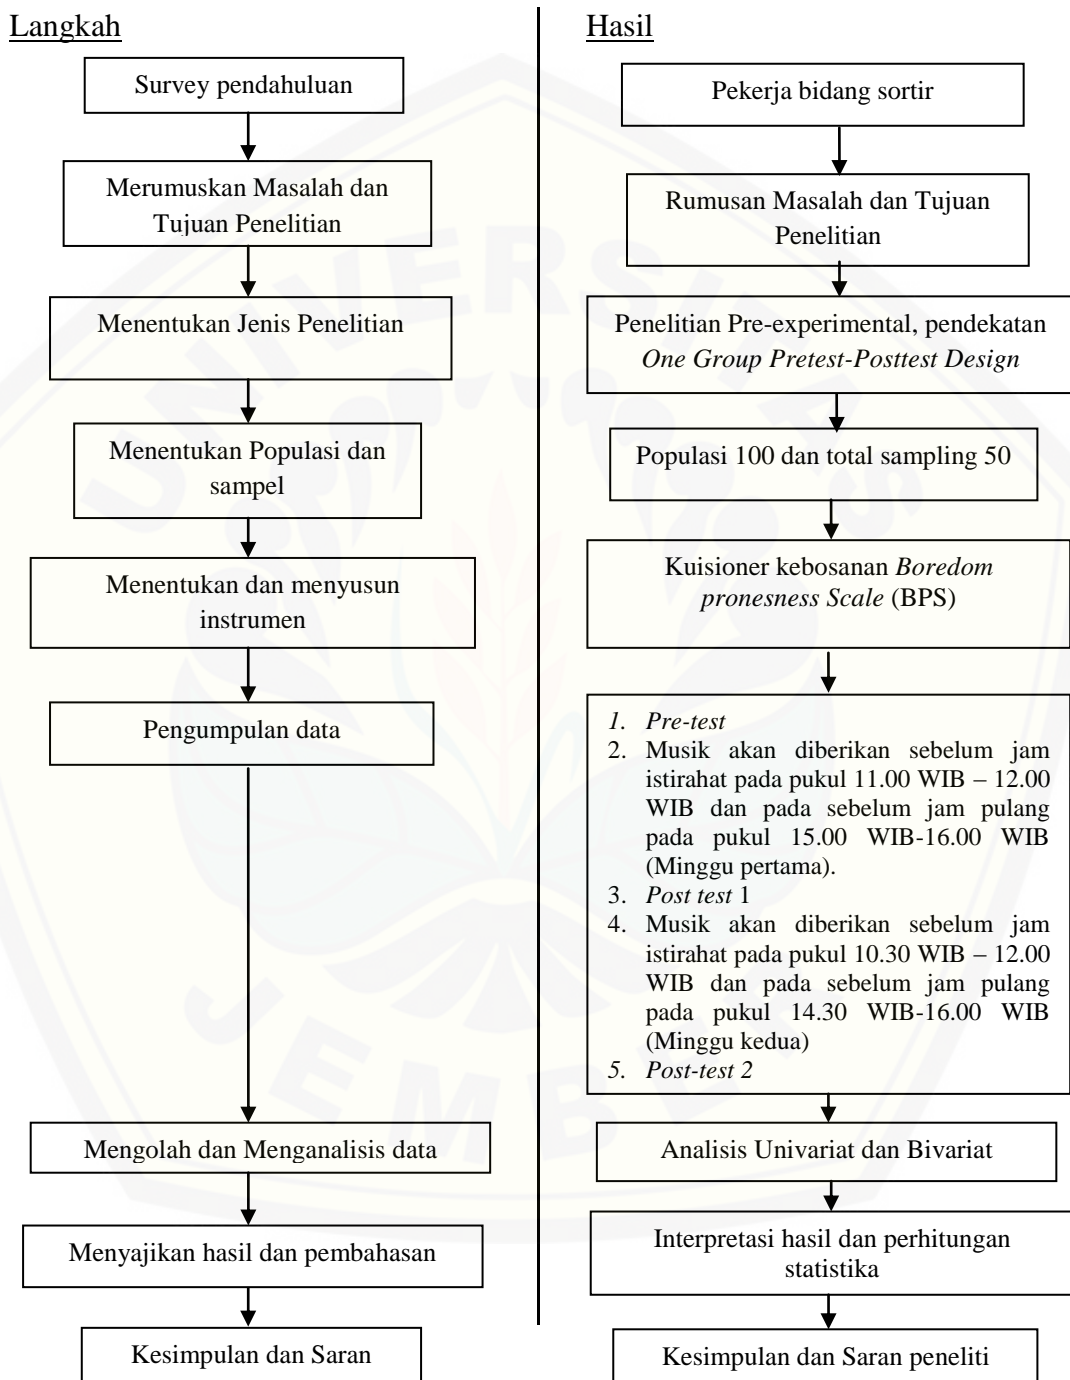 Langkah
Survey pendahuluan
Merumuskan Masalah dan
Tujuan Penelitian
Menentukan Jenis Penelitian
Menentukan Populasi dan
sampel
Menentukan dan menyusun
instrumen
Pengumpulan data
Mengolah dan Menganalisis data
Menyajikan hasil dan pembahasan
Kesimpulan dan Saran
Hasil
Pekerja bidang sortir
Rumusan Masalah dan Tujuan
Penelitian
Penelitian Pre-experimental, pendekatan
One Group Pretest-Posttest Design
Populasi 100 dan total sampling 50
Kuisioner kebosanan Boredom
pronesness Scale (BPS)
1. Pre-test
2. Musik akan diberikan sebelum jam
istirahat pada pukul 11.00 WIB – 12.00
WIB dan pada sebelum jam pulang
pada pukul 15.00 WIB-16.00 WIB
(Minggu pertama).
3. Post test 1
4. Musik akan diberikan sebelum jam
istirahat pada pukul 10.30 WIB – 12.00
WIB dan pada sebelum jam pulang
pada pukul 14.30 WIB-16.00 WIB
(Minggu kedua)
5. Post-test 2
Analisis Univariat dan Bivariat
Interpretasi hasil dan perhitungan
statistika
Kesimpulan dan Saran peneliti
UNIVERSITAS
JEMBER